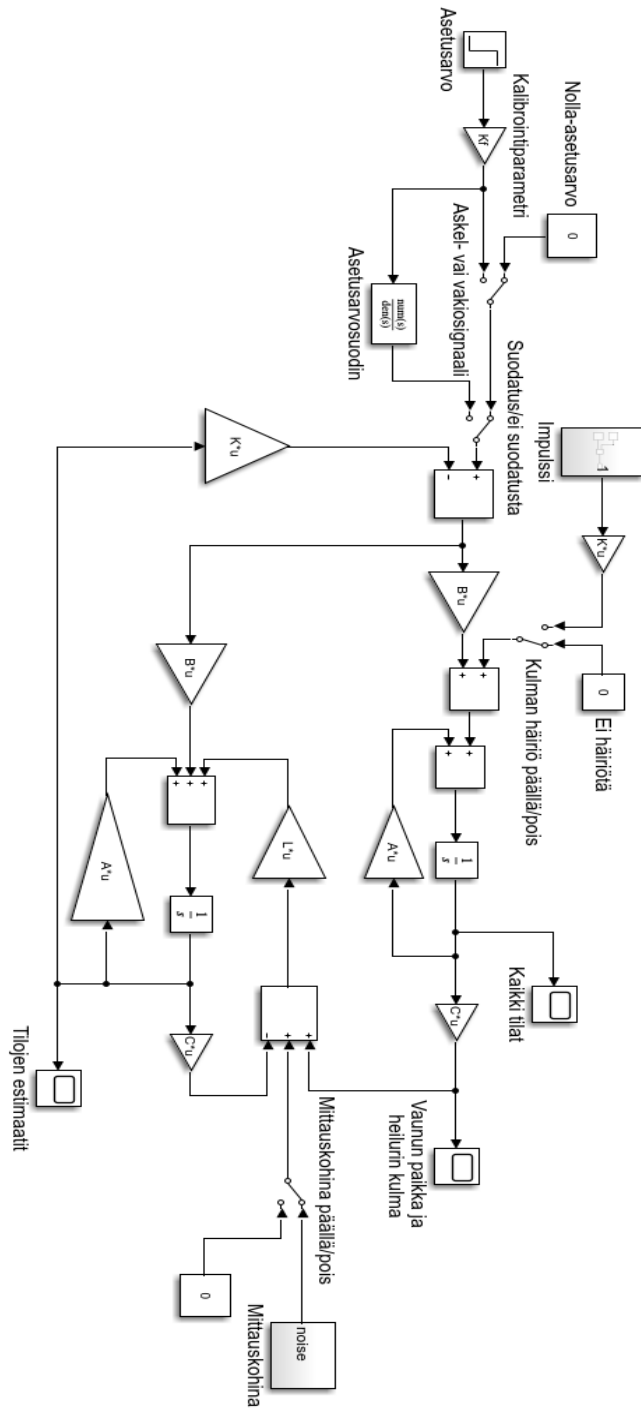 Asetusarvo
Kf
Kalibrointiparametri
Nolla-asetusarvo
0
Askel- vai vakiosignaali
num(s)
den(s)
Asetusarvosuodin
Suodatus/ei suodatusta
Impulssi
1
K*u
K*u
+
-
B*u
Kulman häiriö päällä/pois
0
Ei häiriötä
+
+
+
+
1
s
A*u
Kaikki tilat
C*u
Vaunun paikka ja
heilurin kulma
B*u
+
+
+
1
s
A*u
L*u
+
+
-
C*u
Tilojen estimaatit
Mittauskohina päällä/pois
0
noise
Mittauskohina